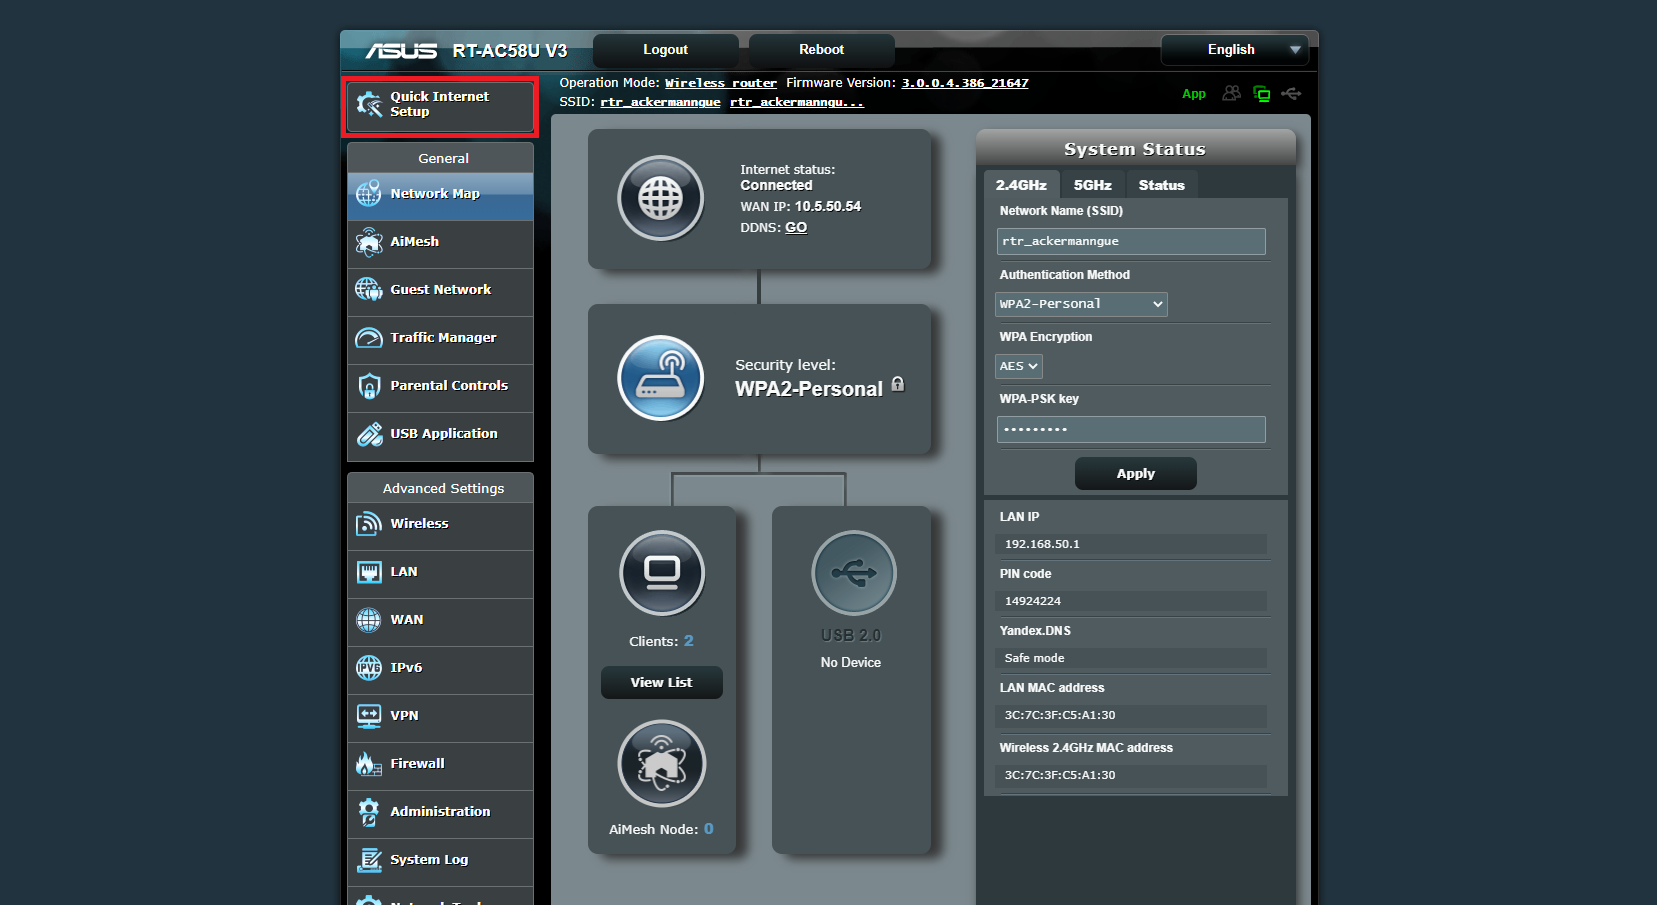 ASUS RT-AC58U V3
Logout
Reboot
English
Operation Mode: Wireless router Firmware Version: 3.0.0.4.386_21647
SSID: rtr_ackermanngue rtr_ackermanngu...
App
Quick Internet
Setup
General
Network Map
AiMesh
Guest Network
Traffic Manager
Parental Controls
USB Application
Advanced Settings
Wireless
LAN
WAN
IPv6
VPN
Firewall
Administration
System Log
Internet status:
Connected
WAN IP: 10.5.50.54
DDNS: GO
Security level:
WPA2-Personal
Clients: 2
View List
AiMesh Node: 0
USB 2.0
No Device
System Status
2.4GHz
5GHz
Status
Network Name (SSID)
rtr_ackermanngue
Authentication Method
WPA2-Personal
WPA Encryption
AES
WPA-PSK key
•••••••••
Apply
LAN IP
192.168.50.1
PIN code
14924224
Yandex.DNS
Safe mode
LAN MAC address
3C:7C:3F:C5:A1:30
Wireless 2.4GHz MAC address
3C:7C:3F:C5:A1:30